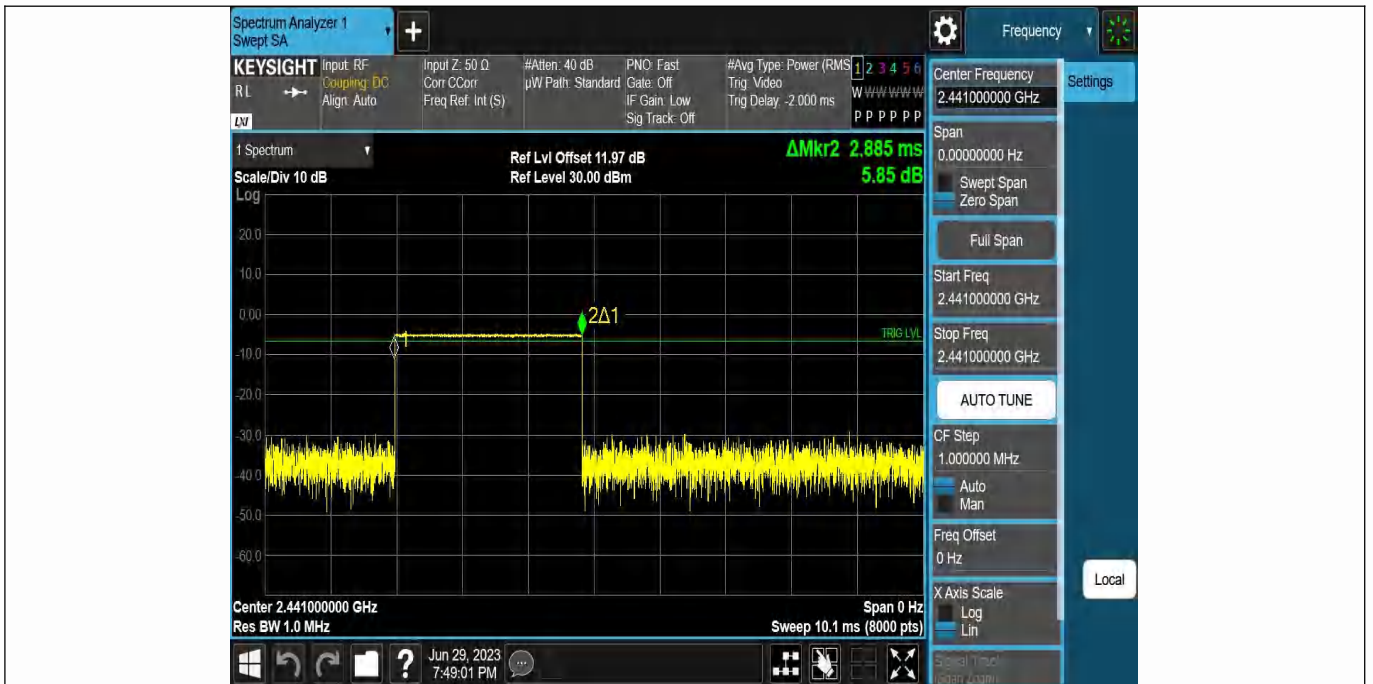 Spectrum Analyzer 1
Swept SA
Frequency
KEYSIGHT
RL
LXI
Input: RF
Coupling: DC
Align: Auto
Input Z: 50 Ω
Corr CCorr
Freq Ref: Int (S)
#Atten: 40 dB
µW Path: Standard
PNO: Fast
Gate: Off
IF Gain: Low
Sig Track: Off
#Avg Type: Power (RMS
Trig: Video
Trig Delay: -2.000 ms
1 2 3 4 5 6
W W W W W W
P P P P P P
Center Frequency
2.441000000 GHz
Settings
1 Spectrum
Scale/Div 10 dB
Ref Lvl Offset 11.97 dB
Ref Level 30.00 dBm
ΔMkr2 2.885 ms
5.85 dB
Span
0.00000000 Hz
Swept Span
Zero Span
Full Span
Start Freq
2.441000000 GHz
Stop Freq
2.441000000 GHz
AUTO TUNE
CF Step
1.000000 MHz
Auto
Man
Freq Offset
0 Hz
X Axis Scale
Log
Lin
Signal Track
(Span Zoom)
Local
Log
20.0
10.0
0.00
-10.0
-20.0
-30.0
-40.0
-50.0
-60.0
2Δ1
1
TRIG LVL
Center 2.441000000 GHz
Res BW 1.0 MHz
Span 0 Hz
Sweep 10.1 ms (8000 pts)
Jun 29, 2023
7:49:01 PM